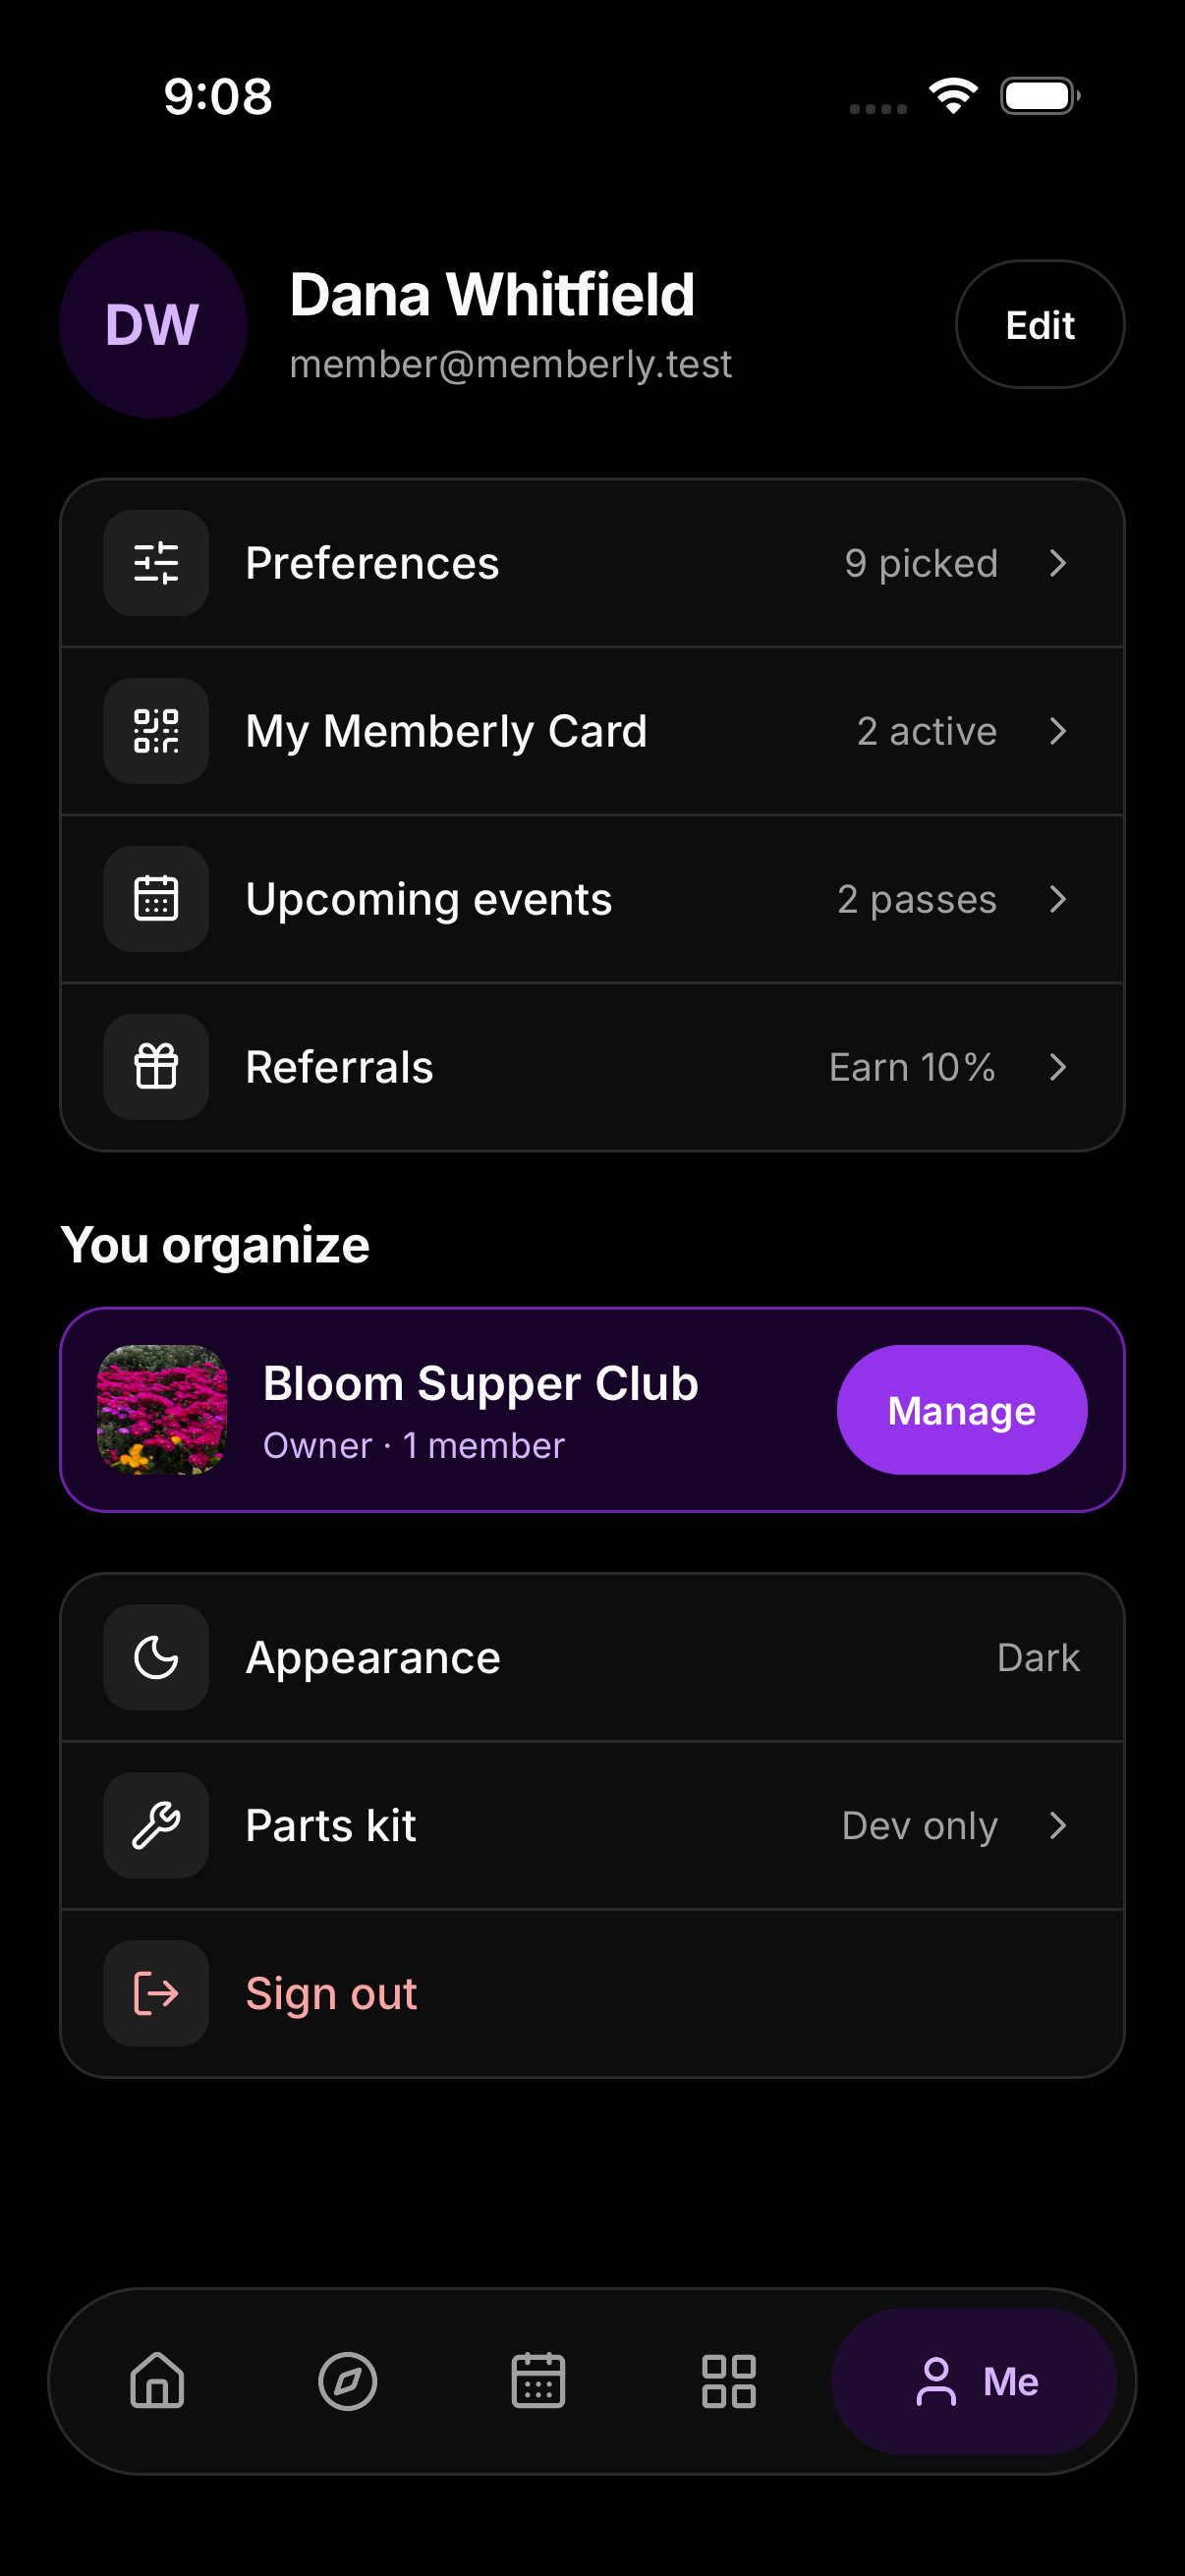 9:08
DW
Dana Whitfield
member@memberly.test
Edit
Preferences
9 picked
My Memberly Card
2 active
Upcoming events
2 passes
Referrals
Earn 10%
You organize
Bloom Supper Club
Owner · 1 member
Manage
Appearance
Dark
Parts kit
Dev only
Sign out
Me